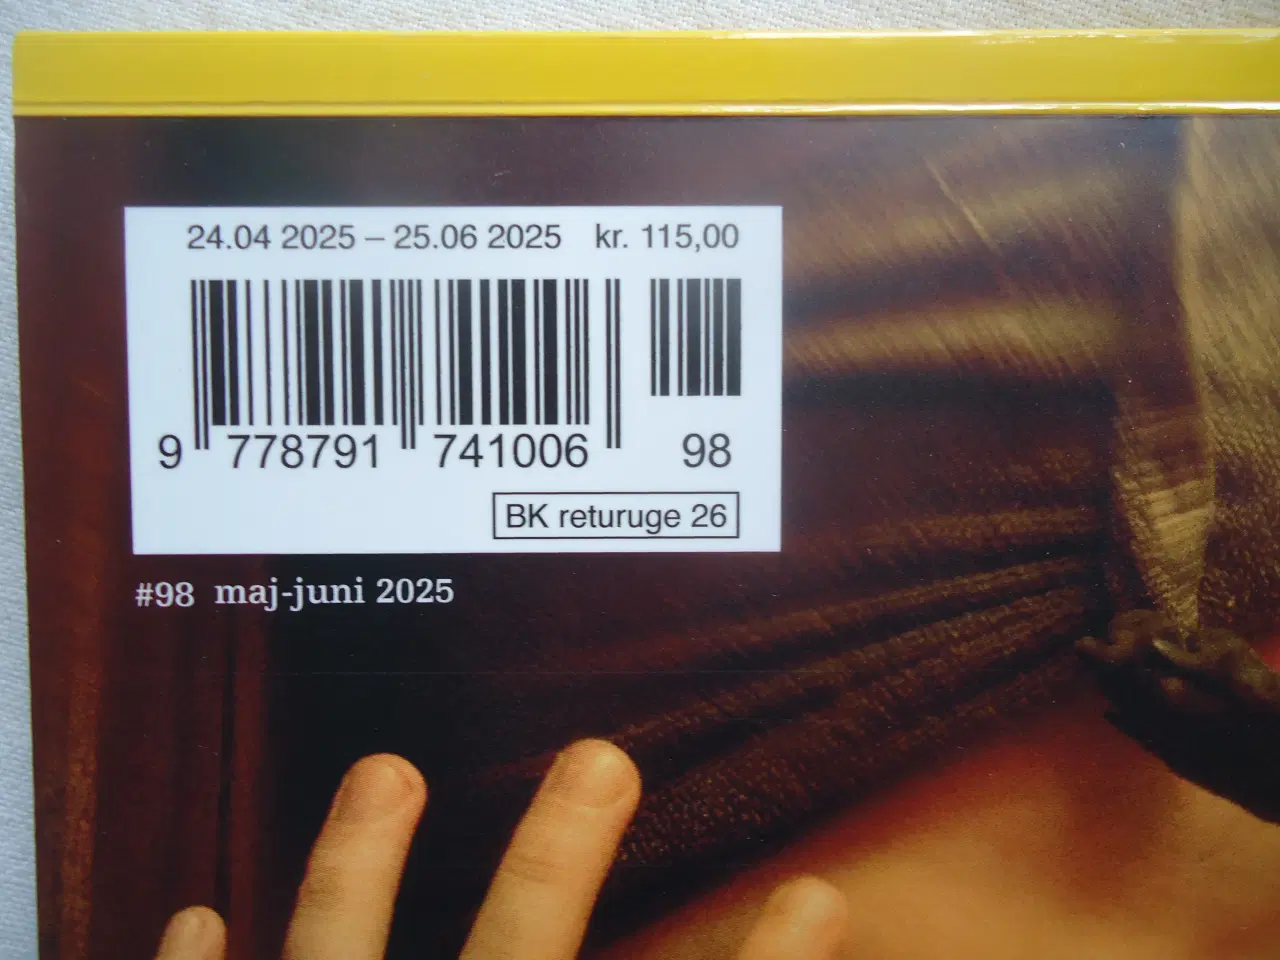 24.04 2025 – 25.06 2025 kr. 115,00
9 778791 741006 98
BK returuge 26
#98 maj-juni 2025